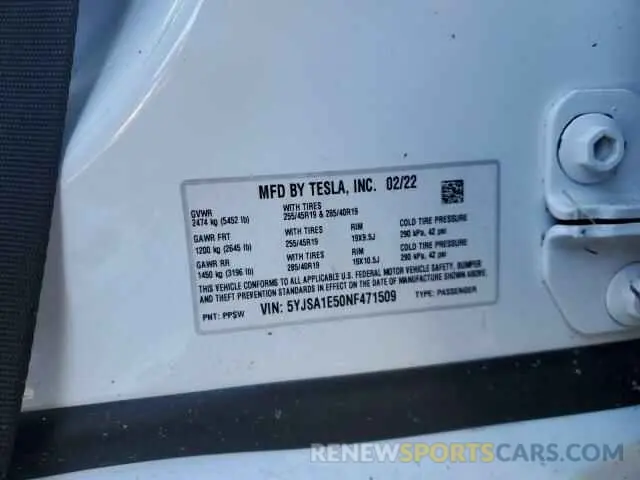 MFD BY TESLA, INC. 02/22
GVWR WITH TIRES
2474 kg (5452 lb) 255/45R19 & 285/40R19
GAWR FRT WITH TIRES RIM COLD TIRE PRESSURE
1200 kg (2645 lb) 255/45R19 19X9.5J 290 kPa, 42 psi
GAWR RR WITH TIRES RIM COLD TIRE PRESSURE
1450 kg (3196 lb) 285/40R19 19X10.5J 290 kPa, 42 psi
THIS VEHICLE CONFORMS TO ALL APPLICABLE U.S. FEDERAL MOTOR VEHICLE SAFETY, BUMPER
AND THEFT PREVENTION STANDARDS IN EFFECT ON THE DATE OF MANUFACTURE SHOWN ABOVE.
PNT: PPSW VIN: 5YJSA1E50NF471509 TYPE: PASSENGER
RENEWSPORTSCARS.COM